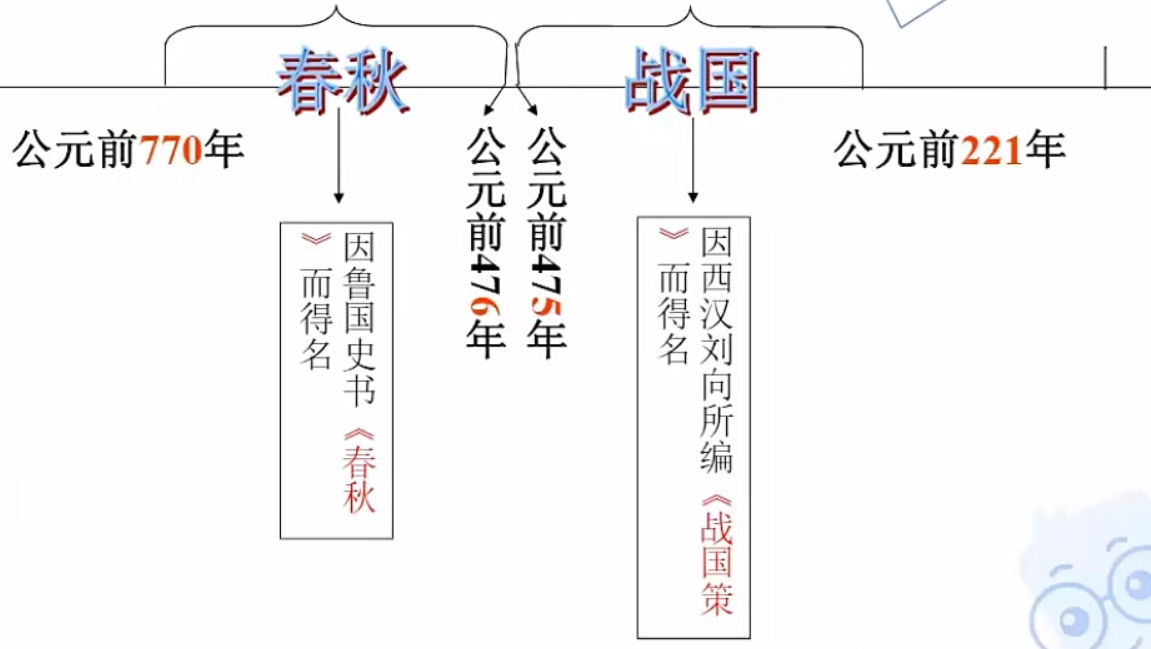 春秋
战国
公元前770年
公元前476年
公元前475年
公元前221年
因鲁国史书《春秋
》而得名
因西汉刘向所编《战国策
》而得名